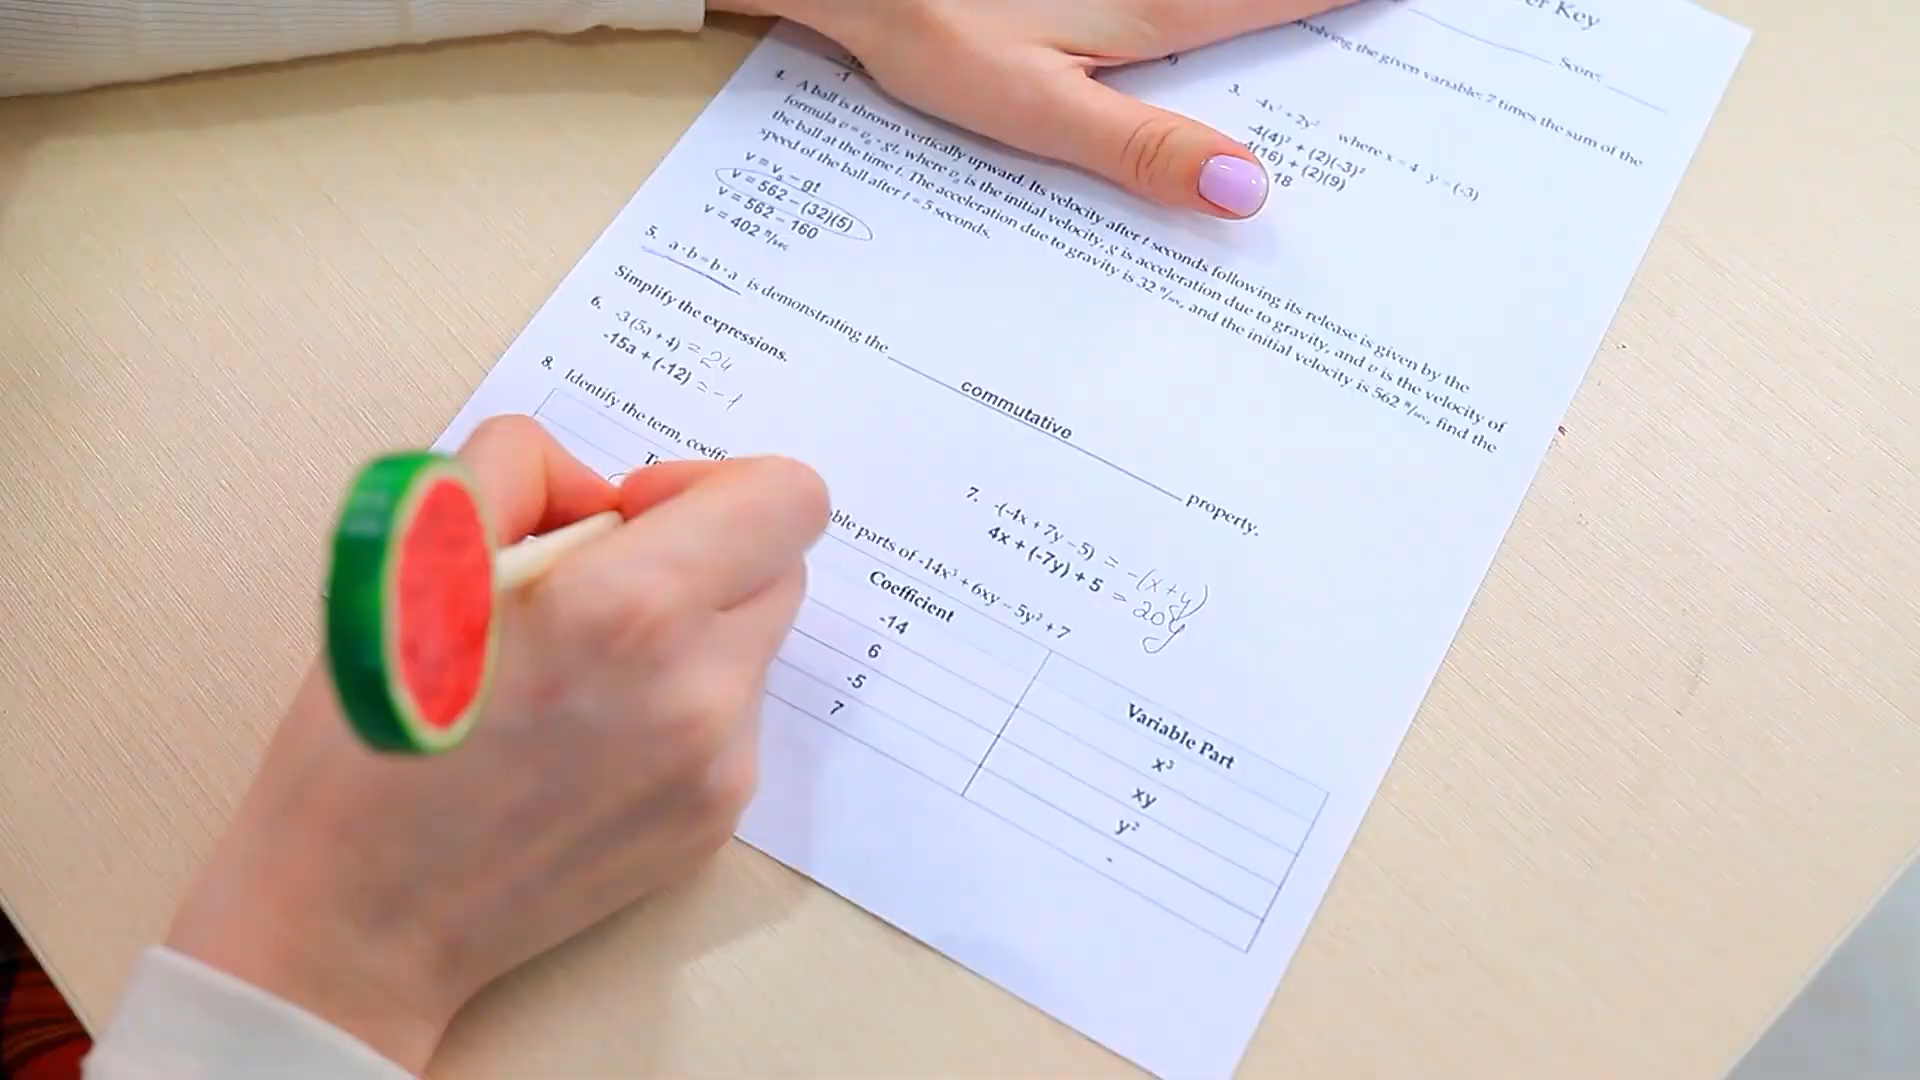 er Key
Score:
nvolving the given variable: 7 times the sum of the
3. -4x² + 2y² where x = 4 y = (-3)
-4(4)² + (2)(-3)²
4(16) + (2)(9)
18
-1
4. A ball is thrown vertically upward. Its velocity after t seconds following its release is given by the
formula v = v₀ - gt, where v₀ is the initial velocity, g is acceleration due to gravity, and v is the velocity of
the ball at the time t. The acceleration due to gravity is 32 ft/sec, and the initial velocity is 562 ft/sec, find the
speed of the ball after t = 5 seconds.
v = v₀ - gt
v = 562 - (32)(5)
v = 562 - 160
v = 402 ft/sec
5. a · b = b · a is demonstrating the commutative property.
Simplify the expressions.
6. -3(5a + 4) = 24
-15a + (-12) = -1
7. -(-4x + 7y - 5) = -(x+y)
4x + (-7y) + 5 = 20y
8. Identify the term, coeffi ble parts of -14x³ + 6xy - 5y² + 7
Te Coefficient Variable Part
-14 x³
6 xy
-5 y²
7 -